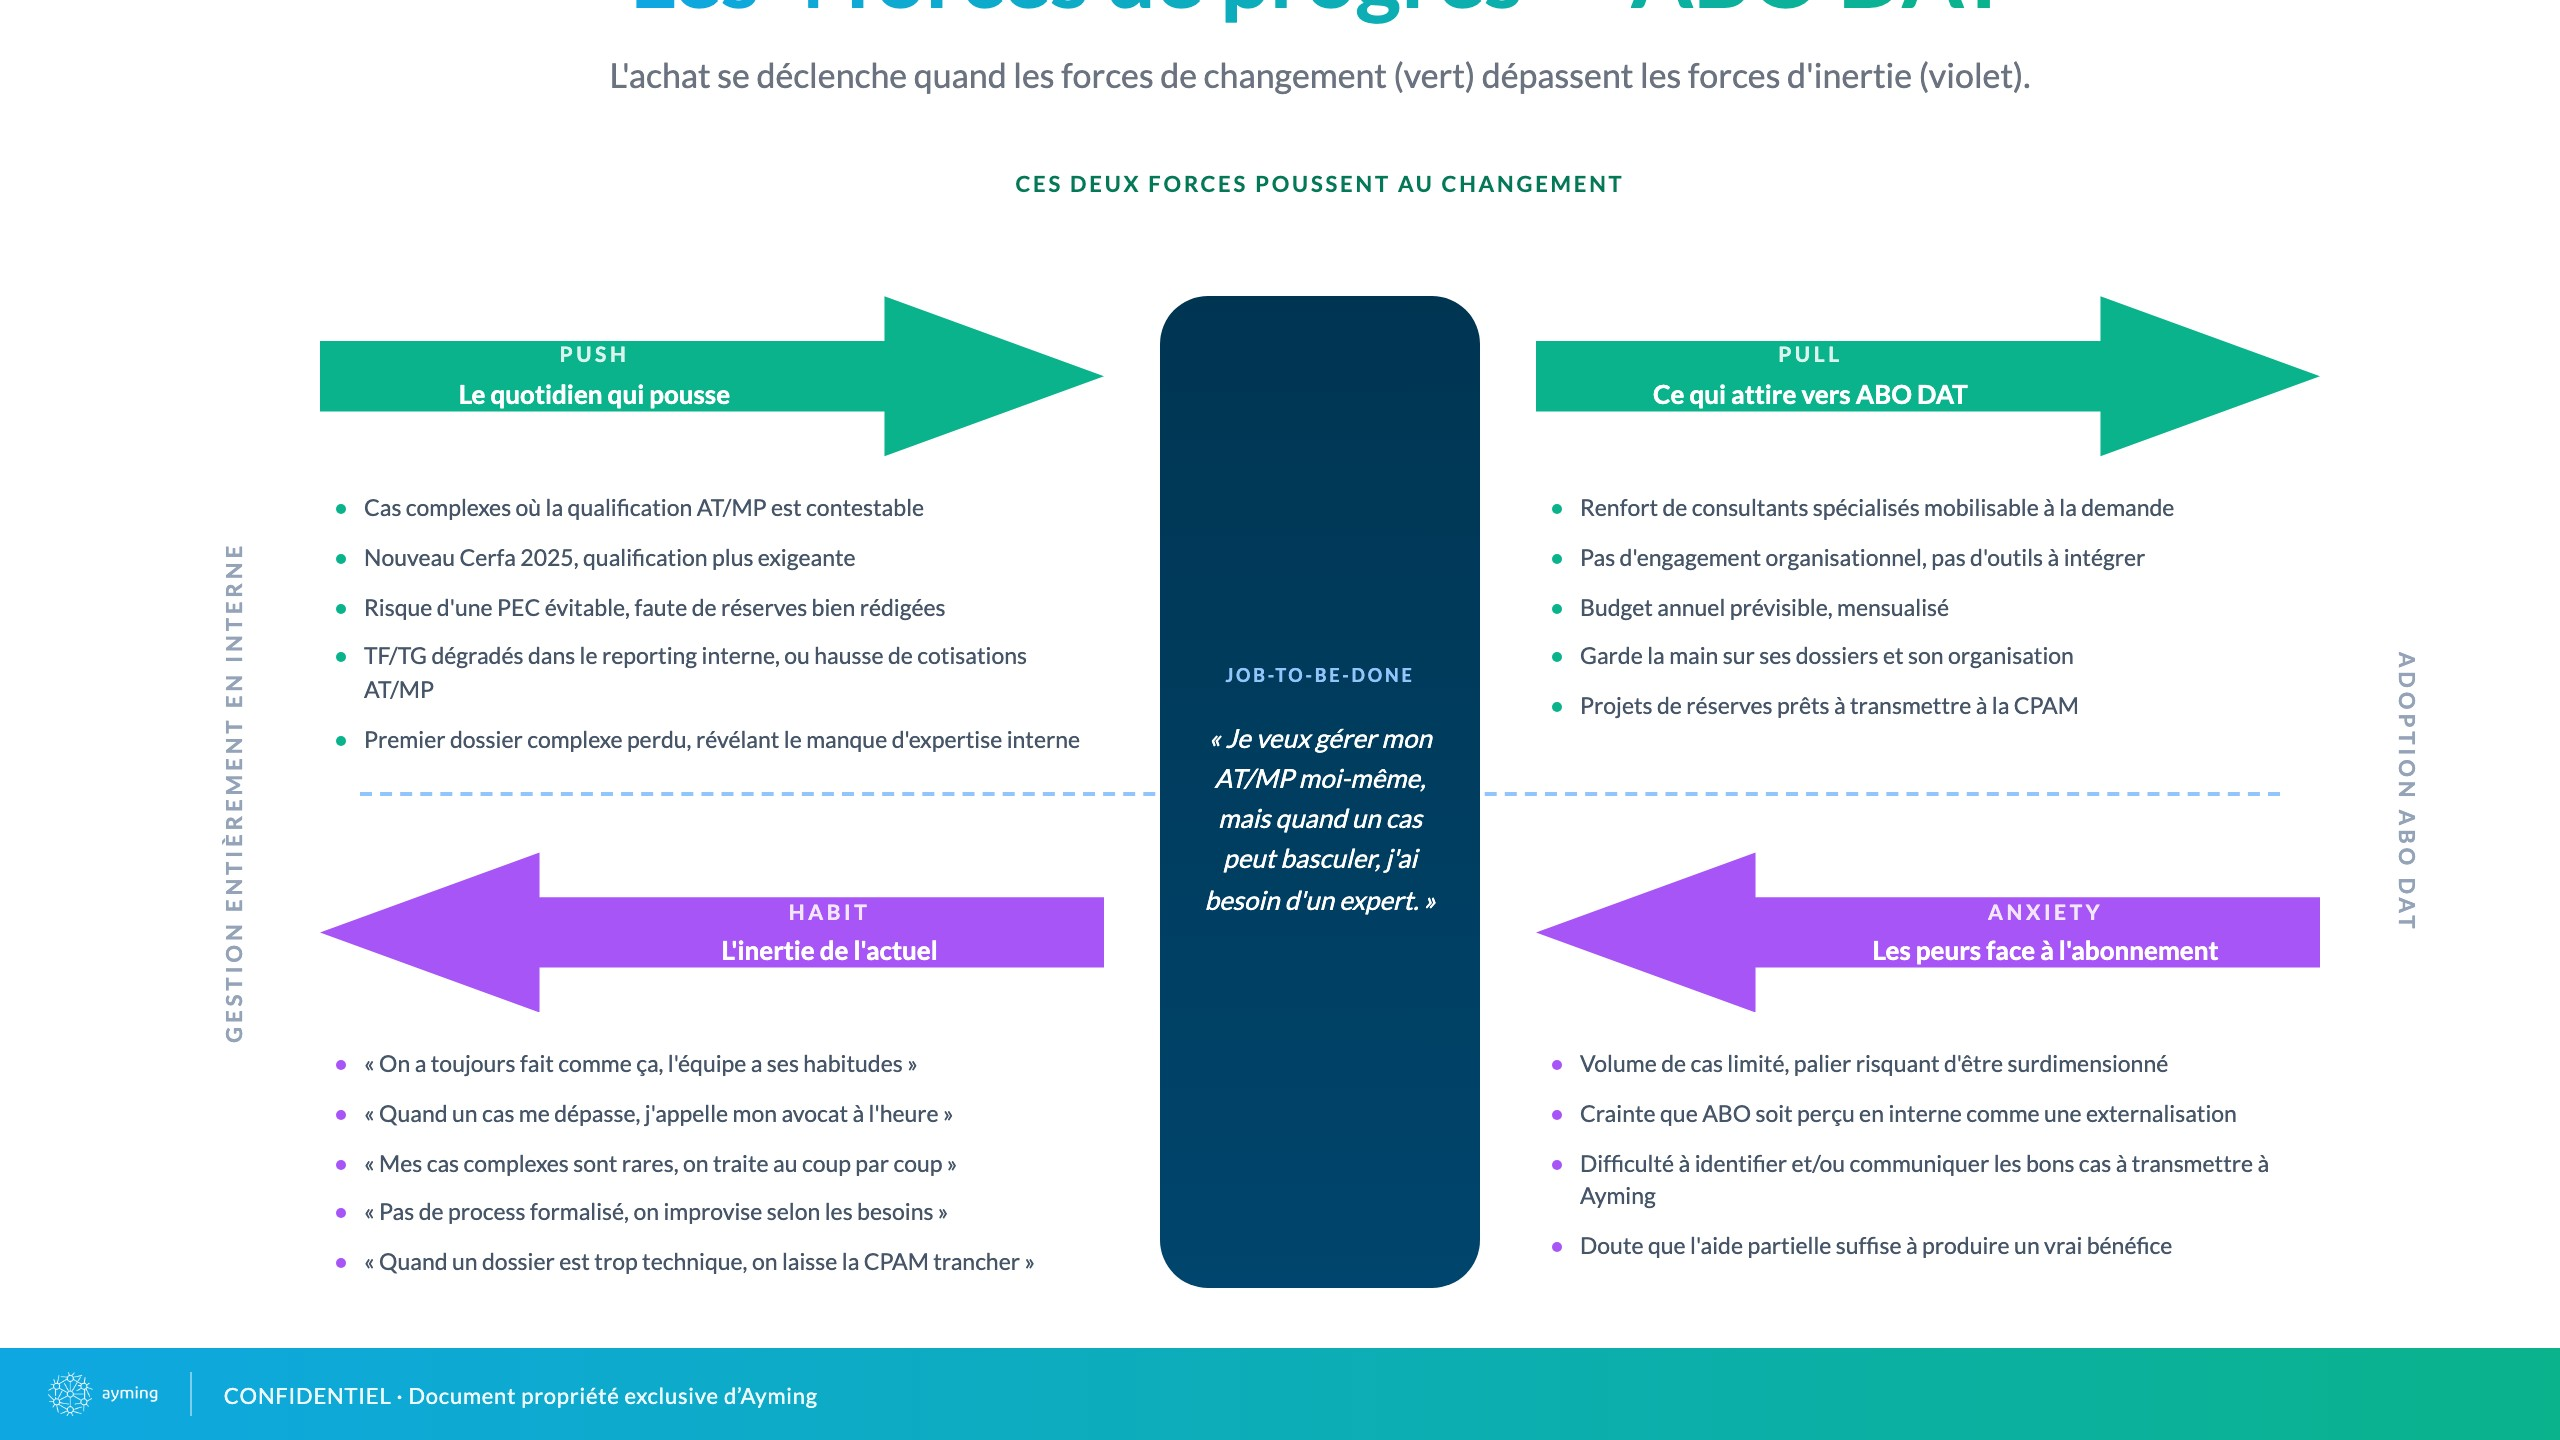 Les 4 forces de progrès — ABO DAT
L'achat se déclenche quand les forces de changement (vert) dépassent les forces d'inertie (violet).
CES DEUX FORCES POUSSENT AU CHANGEMENT
GESTION ENTIÈREMENT EN INTERNE
PUSH
Le quotidien qui pousse
Cas complexes où la qualification AT/MP est contestable
Nouveau Cerfa 2025, qualification plus exigeante
Risque d'une PEC évitable, faute de réserves bien rédigées
TF/TG dégradés dans le reporting interne, ou hausse de cotisations
AT/MP
Premier dossier complexe perdu, révélant le manque d'expertise interne
HABIT
L'inertie de l'actuel
« On a toujours fait comme ça, l'équipe a ses habitudes »
« Quand un cas me dépasse, j'appelle mon avocat à l'heure »
« Mes cas complexes sont rares, on traite au coup par coup »
« Pas de process formalisé, on improvise selon les besoins »
« Quand un dossier est trop technique, on laisse la CPAM trancher »
JOB-TO-BE-DONE
« Je veux gérer mon
AT/MP moi-même,
mais quand un cas
peut basculer, j'ai
besoin d'un expert. »
PULL
Ce qui attire vers ABO DAT
Renfort de consultants spécialisés mobilisable à la demande
Pas d'engagement organisationnel, pas d'outils à intégrer
Budget annuel prévisible, mensualisé
Garde la main sur ses dossiers et son organisation
Projets de réserves prêts à transmettre à la CPAM
ANXIETY
Les peurs face à l'abonnement
Volume de cas limité, palier risquant d'être surdimensionné
Crainte que ABO soit perçu en interne comme une externalisation
Difficulté à identifier et/ou communiquer les bons cas à transmettre à
Ayming
Doute que l'aide partielle suffise à produire un vrai bénéfice
ADOPTION ABO DAT
ayming
CONFIDENTIEL · Document propriété exclusive d’Ayming